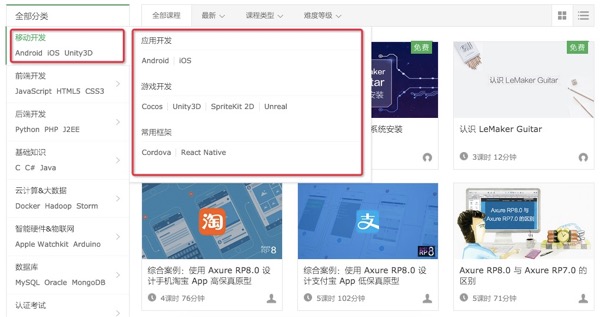 全部分类
全部课程 最新 课程类型 难度等级
移动开发
Android iOS Unity3D
前端开发
JavaScript HTML5 CSS3
后端开发
Python PHP J2EE
基础知识
C C# Java
云计算&大数据
Docker Hadoop Storm
智能硬件&物联网
Apple Watchkit Arduino
数据库
MySQL Oracle MongoDB
认证考试
应用开发
Android iOS
游戏开发
Cocos Unity3D SpriteKit 2D Unreal
常用框架
Cordova React Native
免费
eMaker
itar
安装
系统安装
免费
认识 LeMaker Guitar
认识 LeMaker Guitar
3课时 12分钟
淘
RP 8
综合案例：使用 Axure RP8.0 设计手机淘宝 App 高保真原型
4课时 76分钟
支
RP 8
综合案例：使用 Axure RP8.0 设计支付宝 App 低保真原型
5课时 102分钟
Axure RP8.0 与
Axure RP7.0 的区别
Axure RP8.0 与 Axure RP7.0 的区别
5课时 71分钟